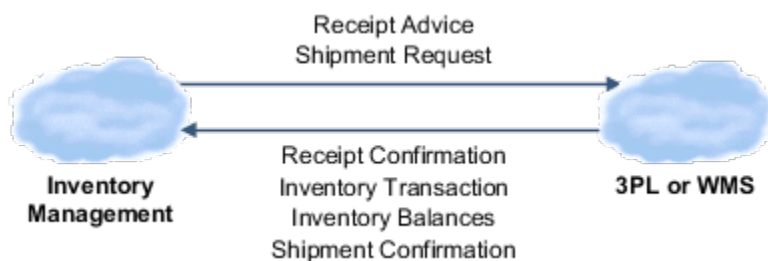 Receipt Advice
Shipment Request
Receipt Confirmation
Inventory Transaction
Inventory Balances
Shipment Confirmation
Inventory
Management
3PL or WMS